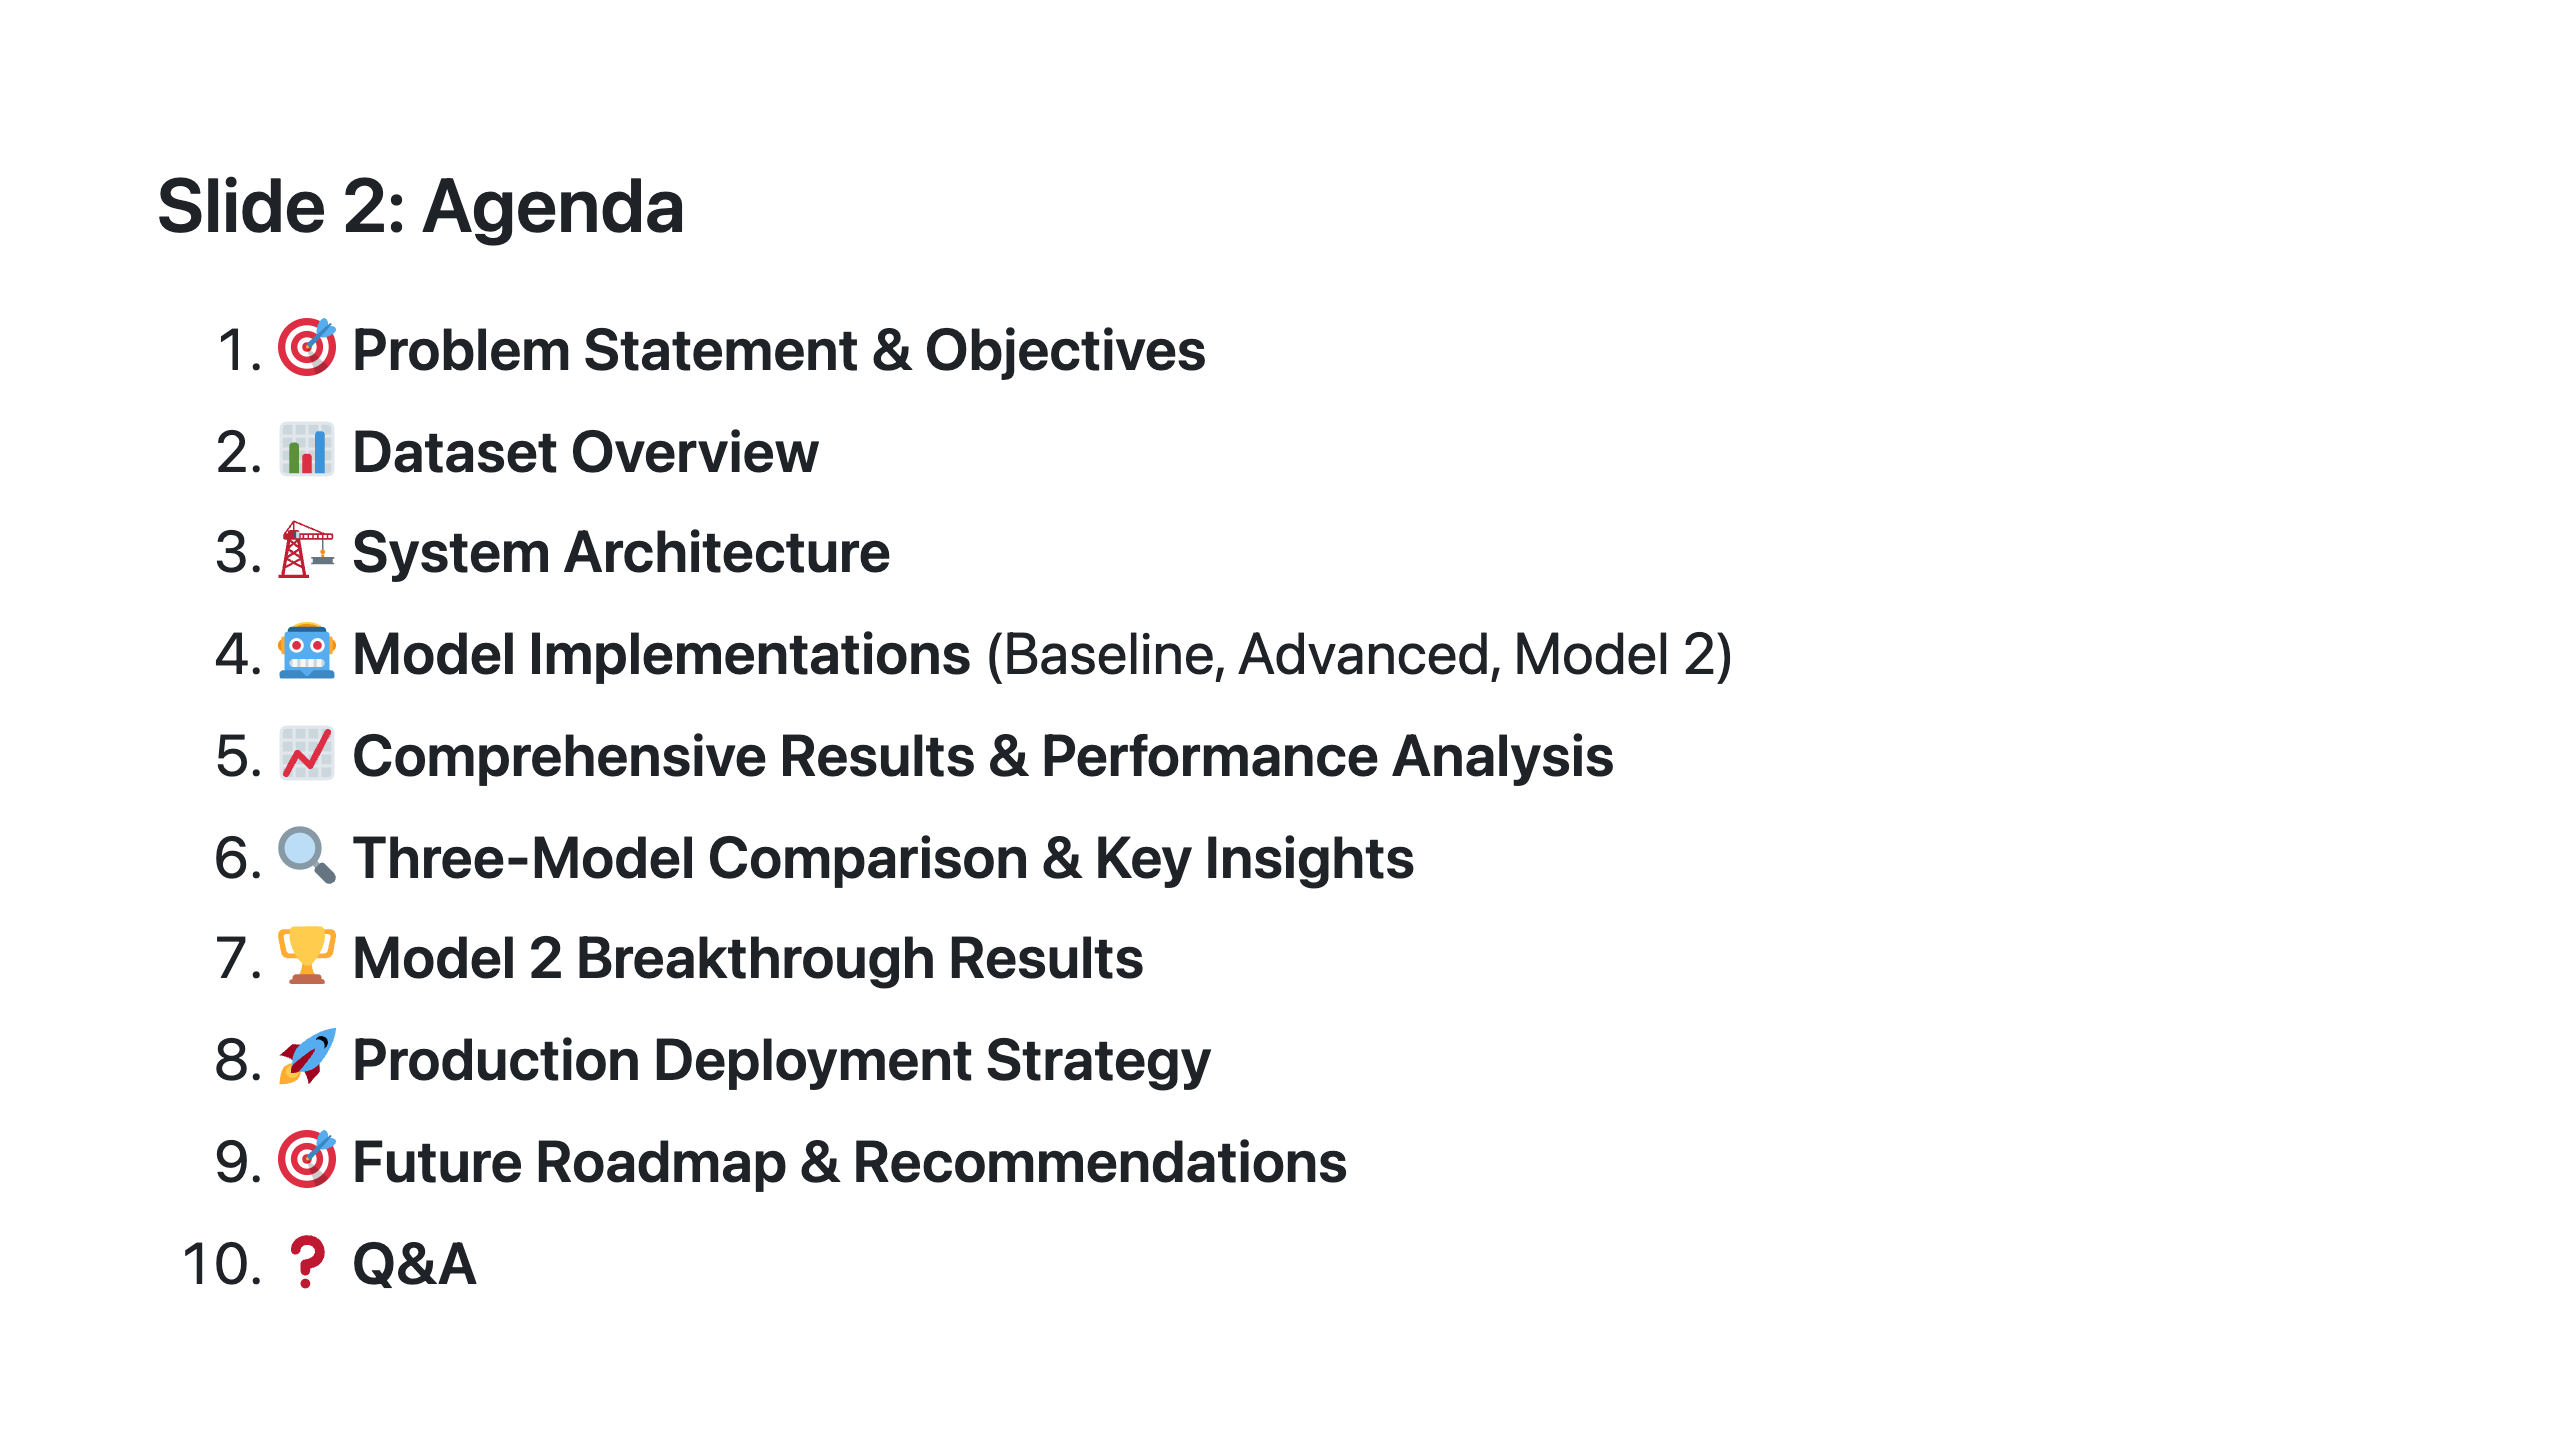 Slide 2: Agenda
1. 🎯 Problem Statement & Objectives
2. 📊 Dataset Overview
3. 🏗️ System Architecture
4. 🤖 Model Implementations (Baseline, Advanced, Model 2)
5. 📈 Comprehensive Results & Performance Analysis
6. 🔍 Three-Model Comparison & Key Insights
7. 🏆 Model 2 Breakthrough Results
8. 🚀 Production Deployment Strategy
9. 🎯 Future Roadmap & Recommendations
10. ❓ Q&A